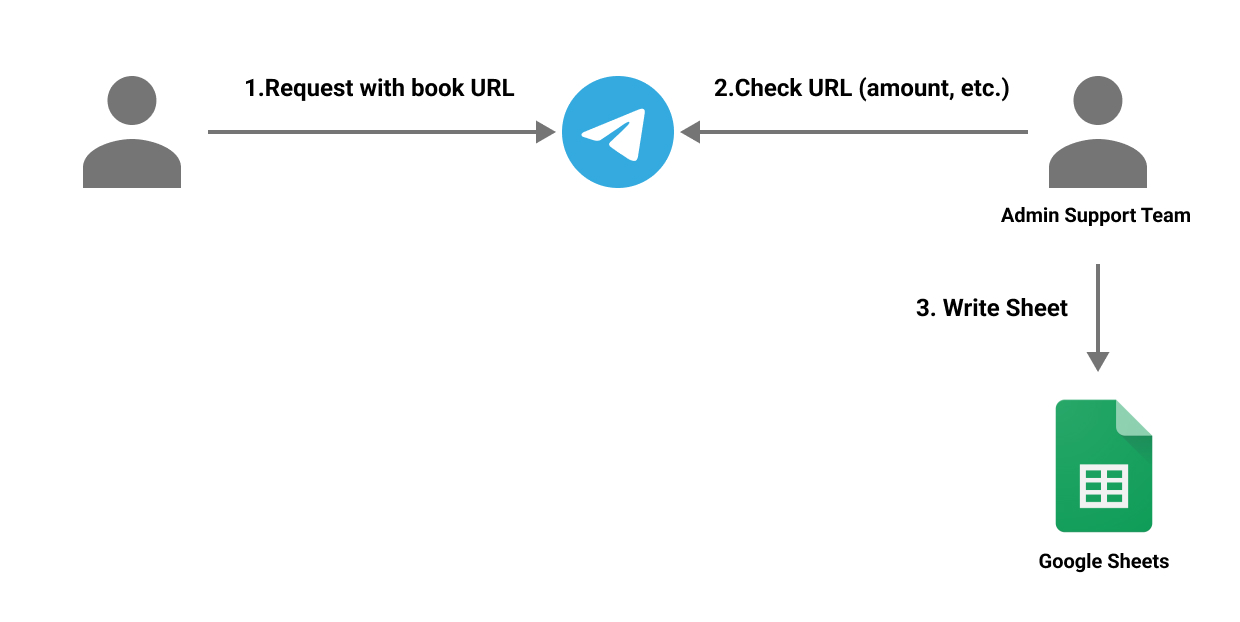 1.Request with book URL
2.Check URL (amount, etc.)
Admin Support Team
3. Write Sheet
Google Sheets